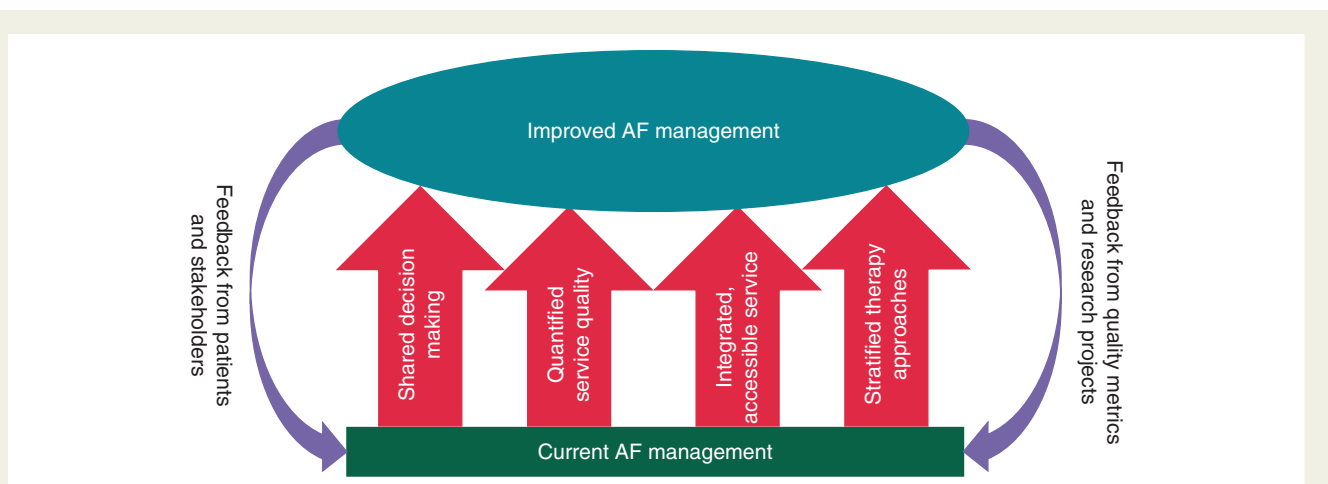 Improved AF management
Feedback from patients
and stakeholders
Shared decision
making
Quantified
service quality
Integrated,
accessible service
Stratified therapy
approaches
Feedback from quality metrics
and research projects
Current AF management